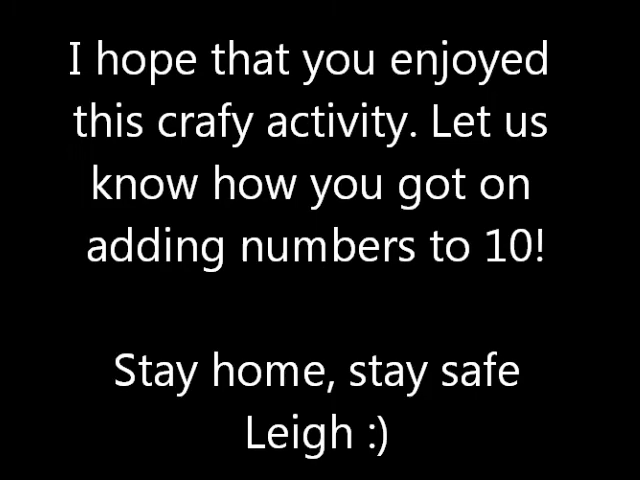 I hope that you enjoyed
this crafy activity. Let us
know how you got on
adding numbers to 10!
Stay home, stay safe
Leigh :)